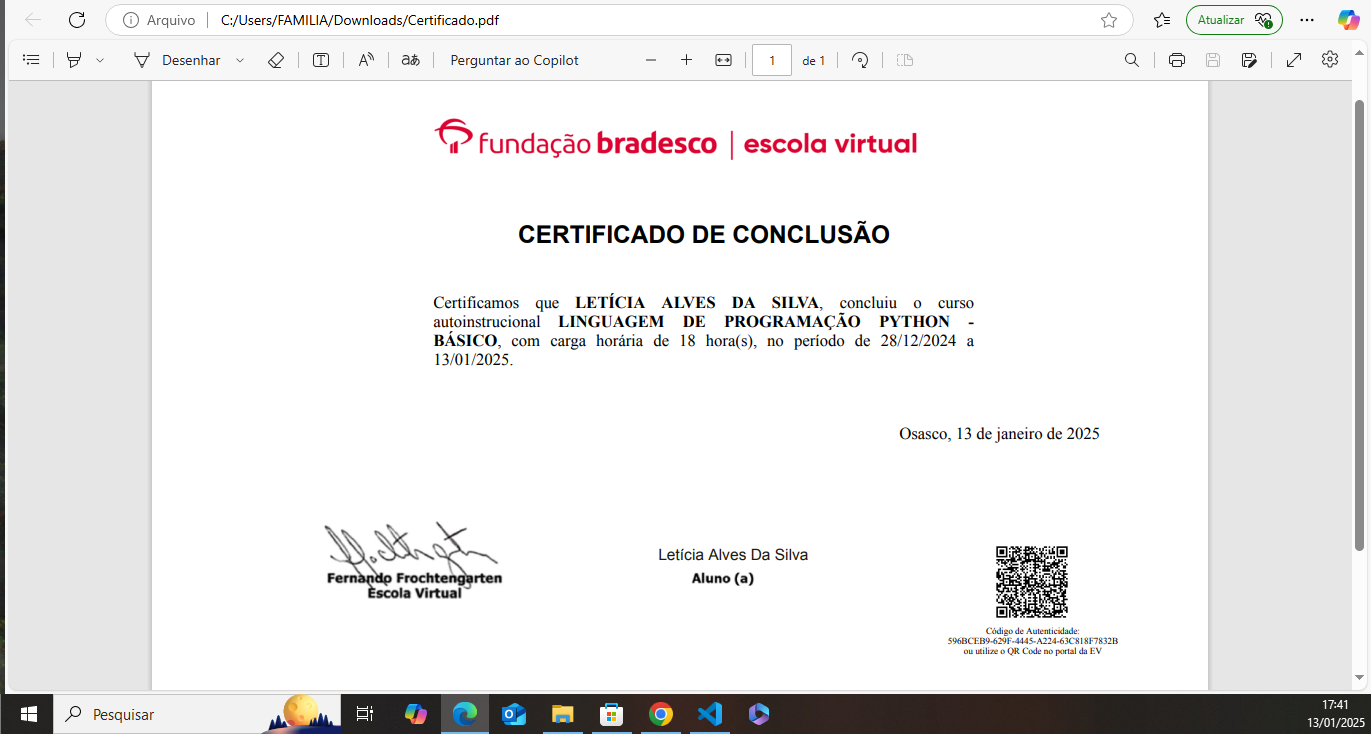 Arquivo
C:/Users/FAMILIA/Downloads/Certificado.pdf
Atualizar
Desenhar
aあ
Perguntar ao Copilot
1
de 1
fundação bradesco | escola virtual
CERTIFICADO DE CONCLUSÃO
Certificamos que LETÍCIA ALVES DA SILVA, concluiu o curso
autoinstrucional LINGUAGEM DE PROGRAMAÇÃO PYTHON -
BÁSICO, com carga horária de 18 hora(s), no período de 28/12/2024 a
13/01/2025.
Osasco, 13 de janeiro de 2025
Fernando Frochtengarten
Escola Virtual
Letícia Alves Da Silva
Aluno (a)
Código de Autenticidade:
596BCEB9-629F-4445-A224-63C818F7832B
ou utilize o QR Code no portal da EV
Pesquisar
17:41
13/01/2025